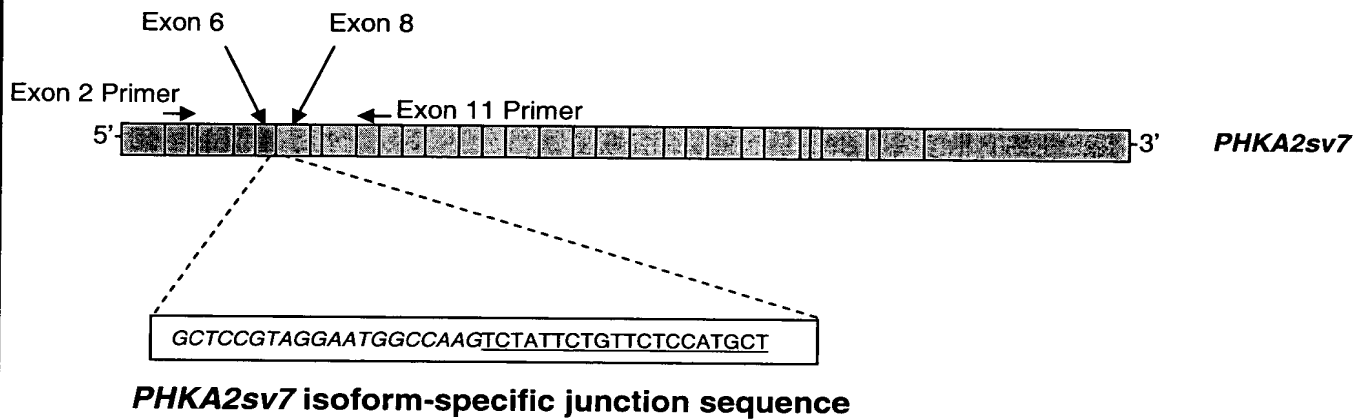 Exon 6 Exon 8
Exon 2 Primer Exon 11 Primer
5' 3' PHKA2sv7
GCTCCGTAGGAATGGCCAAGTCTATTCTGTTCTCCATGCT
PHKA2sv7 isoform-specific junction sequence